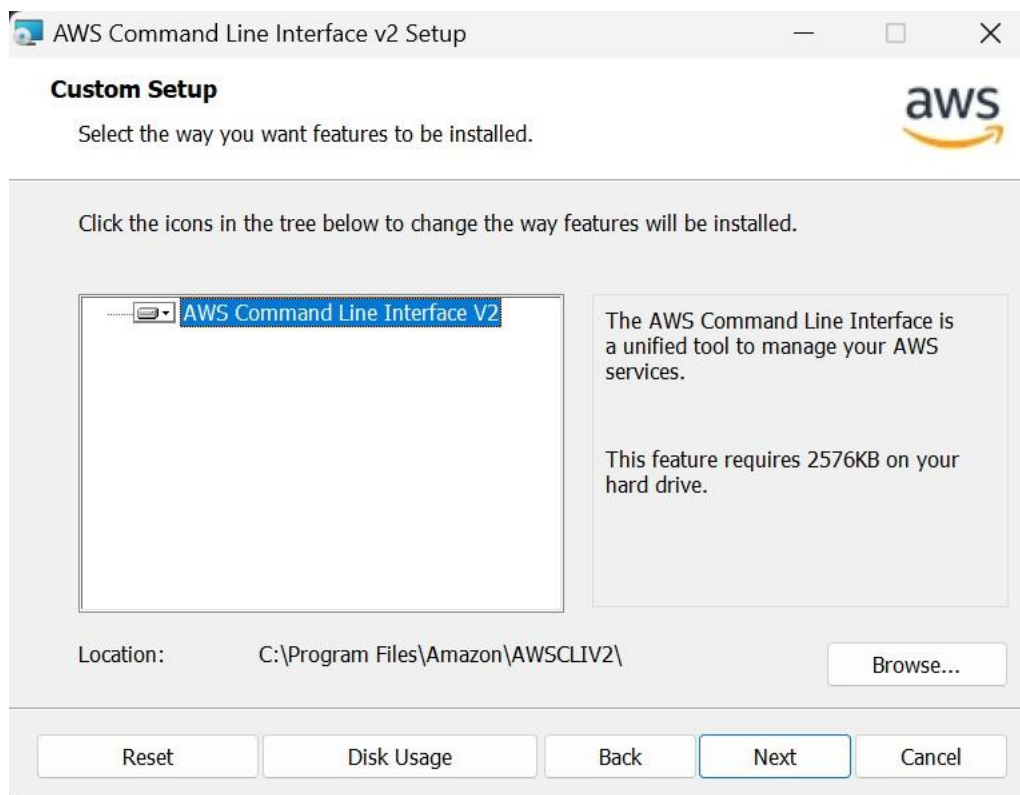 AWS Command Line Interface v2 Setup
Custom Setup
Select the way you want features to be installed.
aws
Click the icons in the tree below to change the way features will be installed.
AWS Command Line Interface V2
The AWS Command Line Interface is
a unified tool to manage your AWS
services.
This feature requires 2576KB on your
hard drive.
Location: C:\Program Files\Amazon\AWSCLIV2\
Browse...
Reset Disk Usage Back Next Cancel